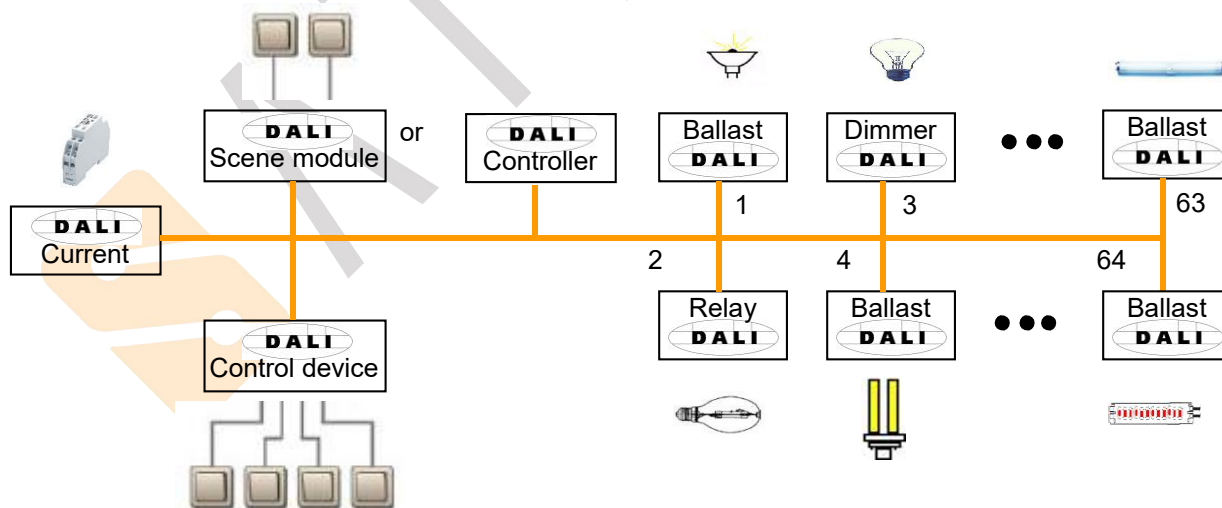 DALI
Scene module
or
DALI
Controller
Ballast
DALI
Dimmer
DALI
Ballast
DALI
1
3
63
DALI
Current
2
4
64
DALI
Control device
Relay
DALI
Ballast
DALI
Ballast
DALI